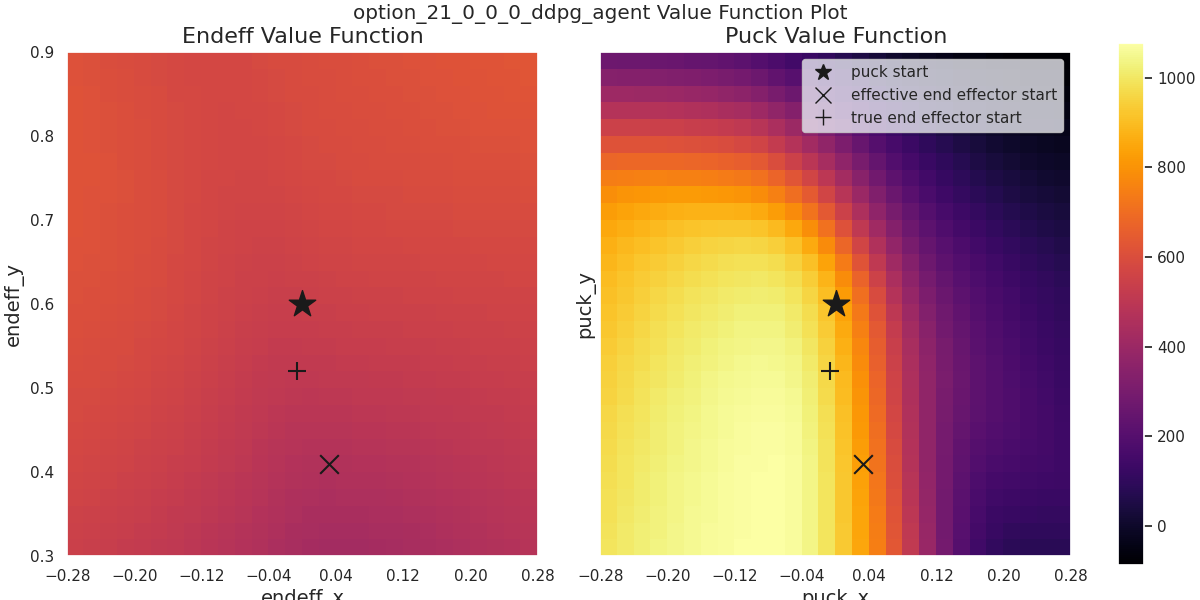 option_21_0_0_0_ddpg_agent Value Function Plot
Endeff Value Function
Puck Value Function
0.9
0.8
0.7
0.6
0.5
0.4
0.3
endeff_y
−0.28 −0.20 −0.12 −0.04 0.04 0.12 0.20 0.28
endeff_x
puck start
effective end effector start
true end effector start
puck_y
−0.28 −0.20 −0.12 −0.04 0.04 0.12 0.20 0.28
puck_x
1000
800
600
400
200
0